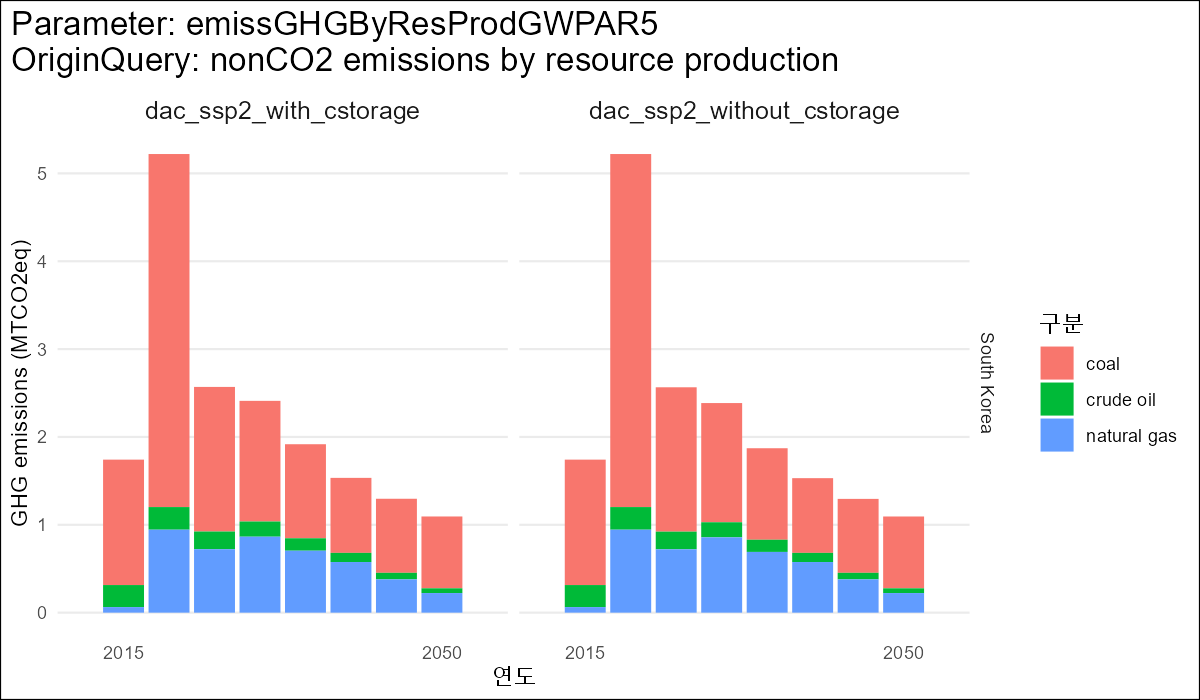 Parameter: emissGHGByResProdGWPAR5
OriginQuery: nonCO2 emissions by resource production
dac_ssp2_with_cstorage
dac_ssp2_without_cstorage
GHG emissions (MTCO2eq)
5
4
3
2
1
0
2015
2050
2015
2050
연도
South Korea
구분
coal
crude oil
natural gas